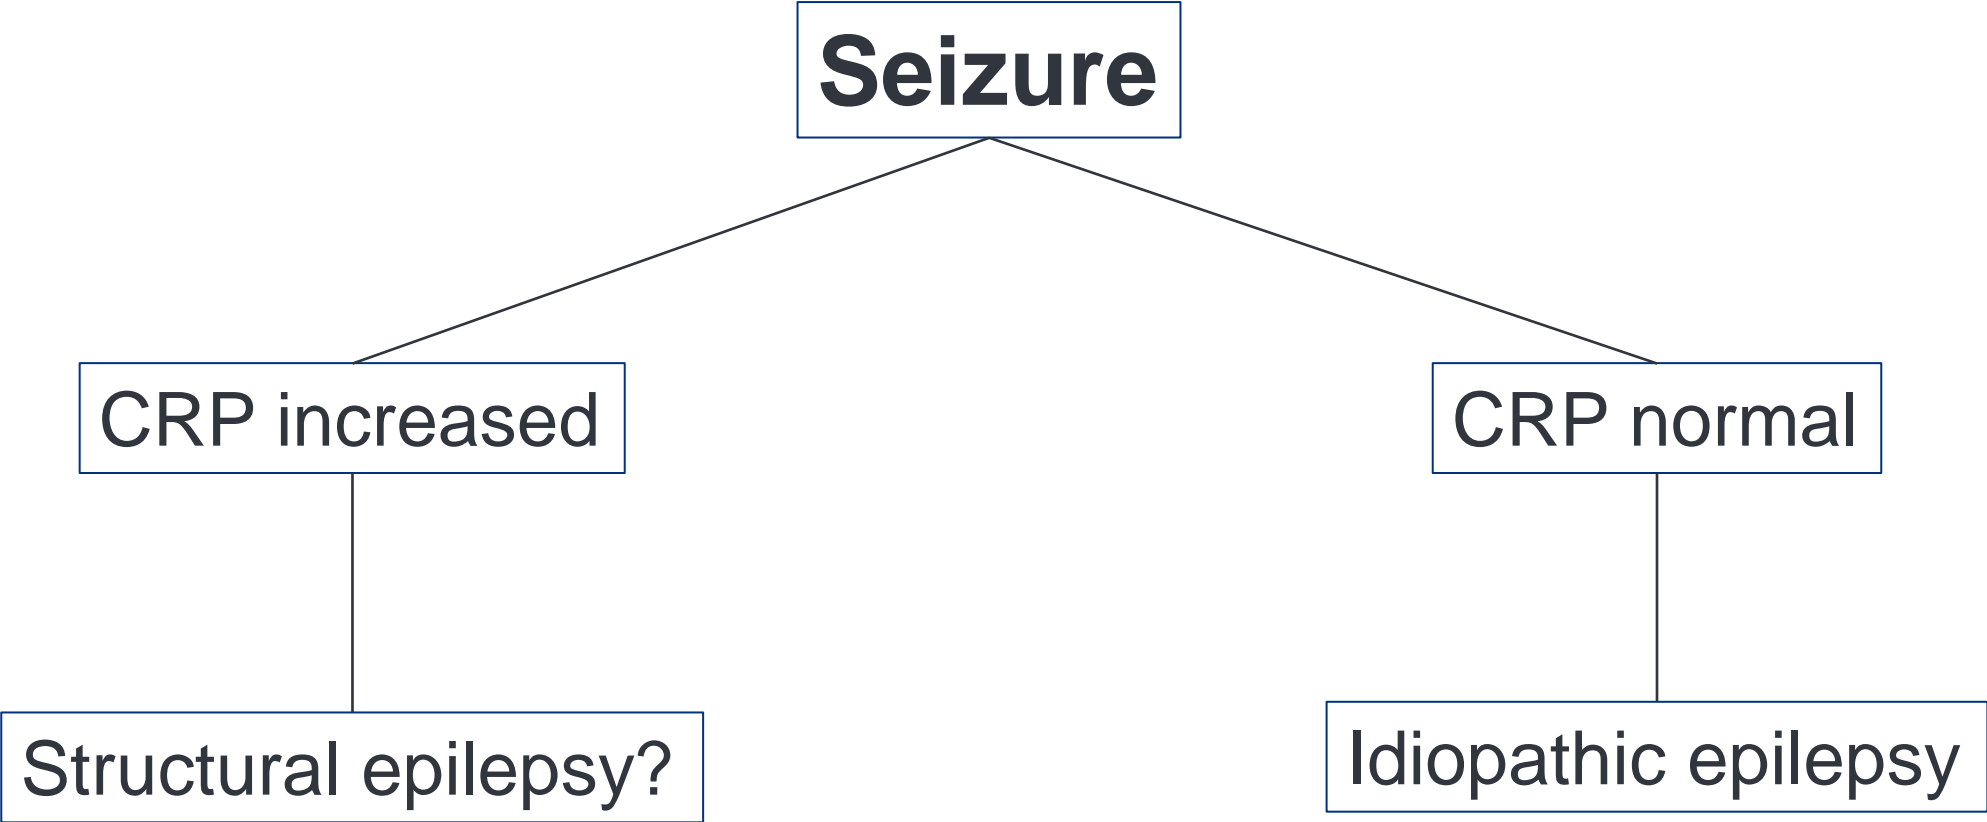 Seizure
CRP increased
CRP normal
Structural epilepsy?
Idiopathic epilepsy